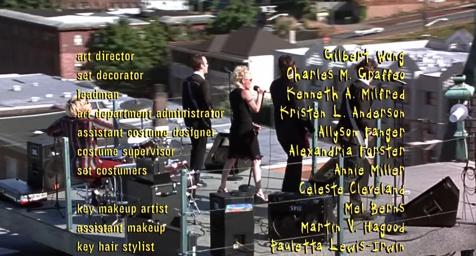 art director Gilbert Wong
set decorator Charles M. Graffeo
leadman Kenneth A. Milfred
art department administrator Kristen L. Anderson
assistant costume designer Allyson Fanger
costume supervisor Alexandria Forster
set costumers Annie Miller
Celeste Cleveland
key makeup artist Mel Berns
assistant makeup Martin V. Hagood
key hair stylist Pauletta Lewis-Irwin